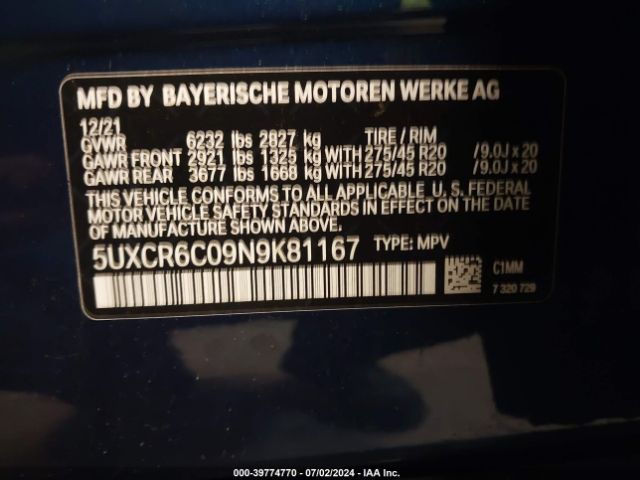 MFD BY BAYERISCHE MOTOREN WERKE AG
12/21
GVWR 6232 lbs 2827 kg TIRE / RIM
GAWR FRONT 2921 lbs 1325 kg WITH 275/45 R20 /9.0J x 20
GAWR REAR 3677 lbs 1668 kg WITH 275/45 R20 /9.0J x 20
THIS VEHICLE CONFORMS TO ALL APPLICABLE, U. S. FEDERAL
MOTOR VEHICLE SAFETY STANDARDS IN EFFECT ON THE
DATE OF MANUFACTURE SHOWN ABOVE.
5UXCR6C09N9K81167 TYPE: MPV
C1MM
7 320 729
000-39774770 - 07/02/2024 - IAA Inc.